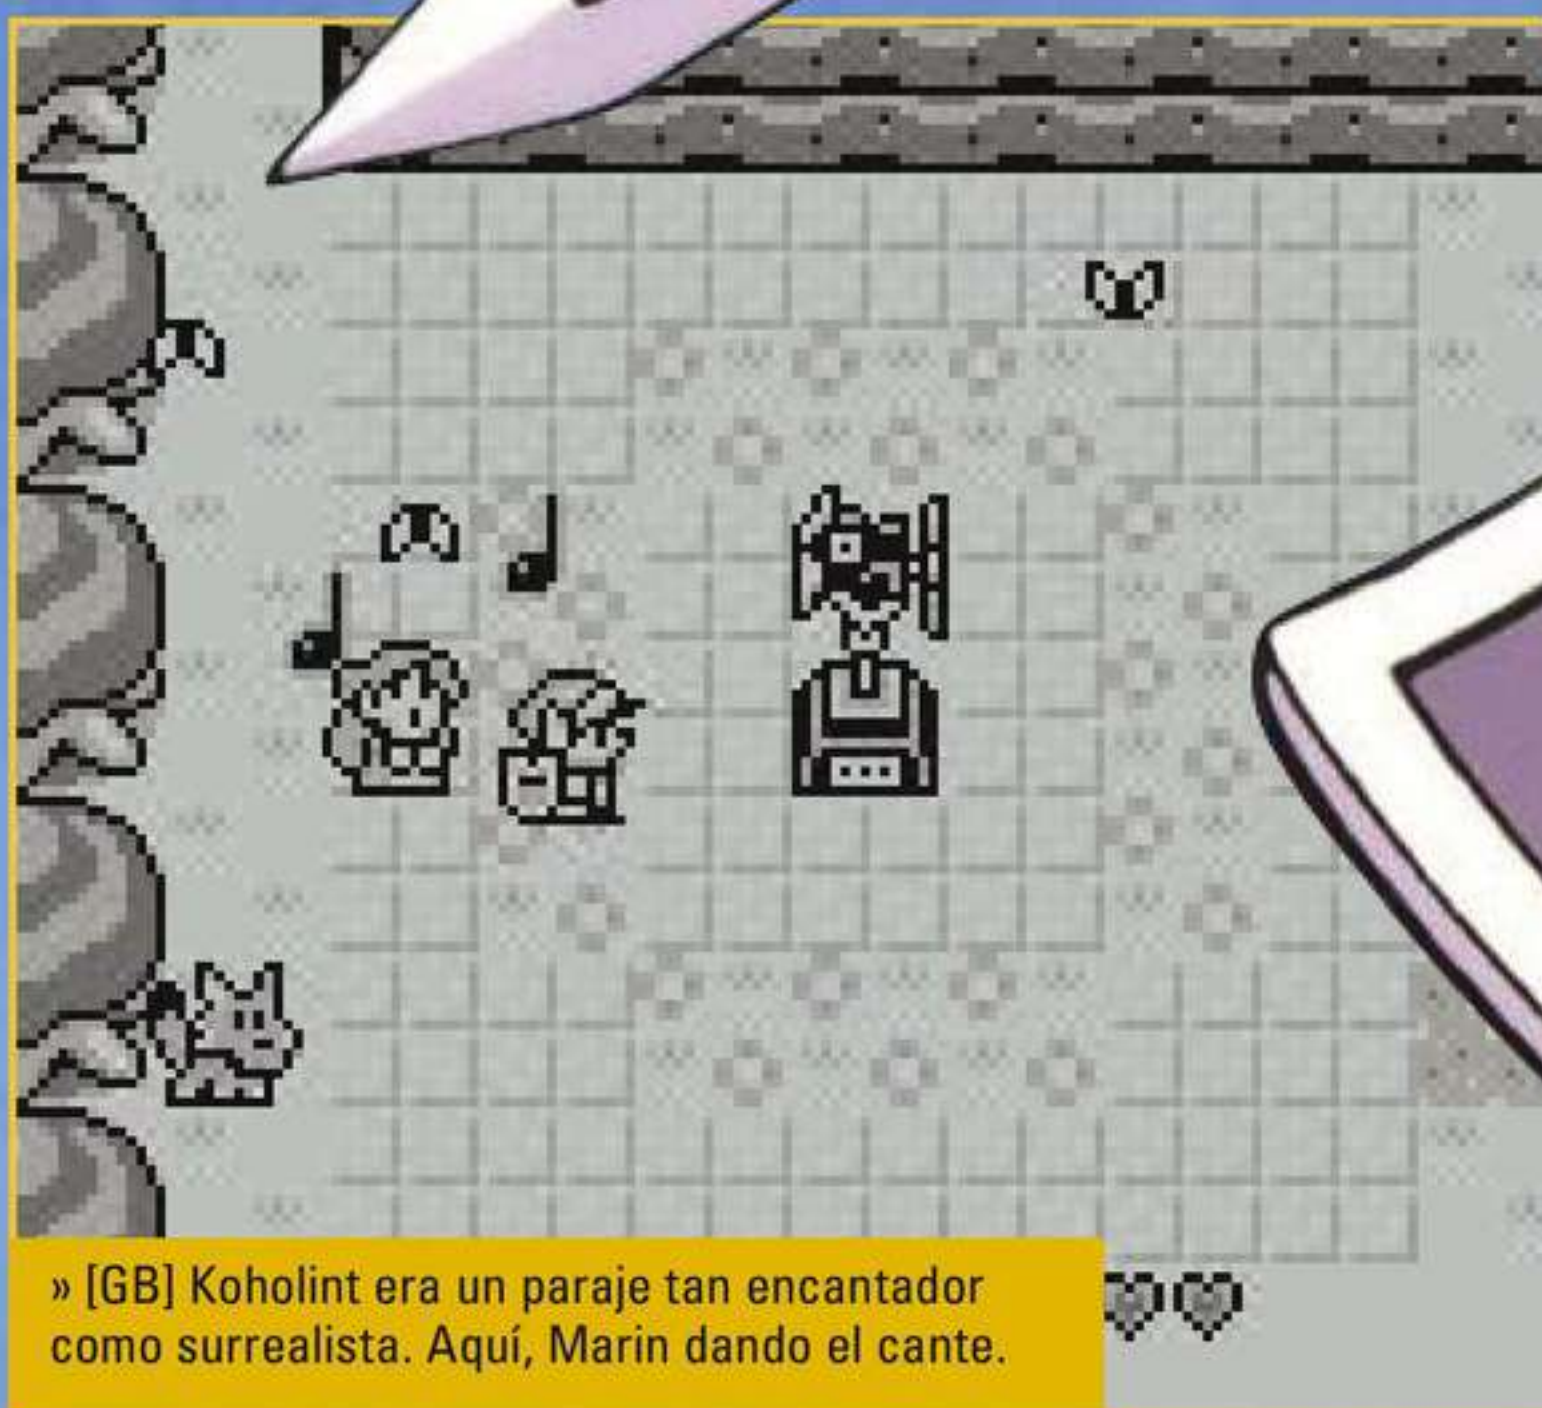 » [GB] Koholint era un paraje tan encantador
como surrealista. Aquí, Marin dando el cante.